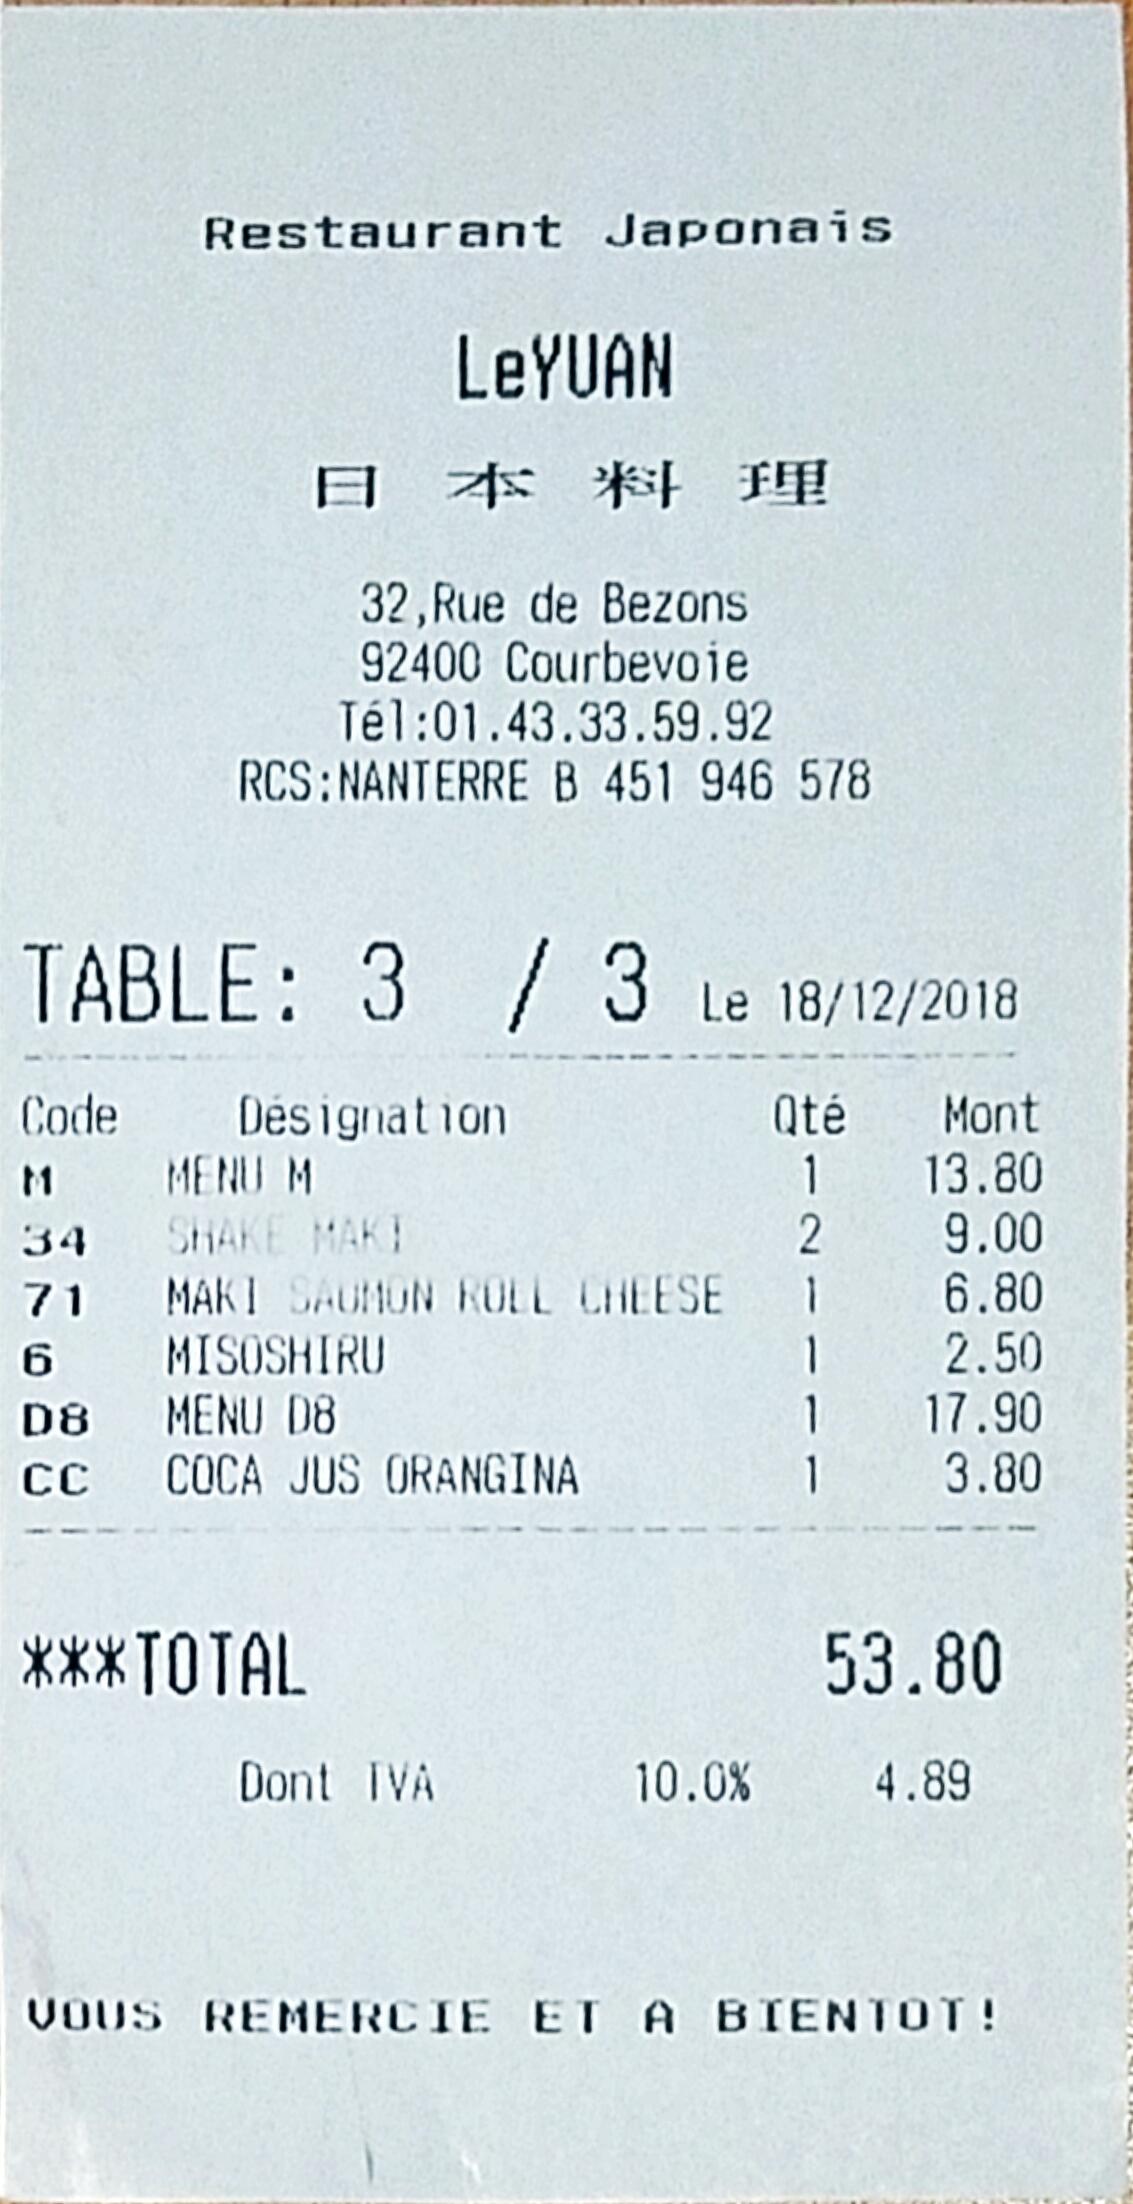 Restaurant Japonais
LeYUAN
日本料理
32,Rue de Bezons
92400 Courbevoie
Tél:01.43.33.59.92
RCS:NANTERRE B 451 946 578
TABLE: 3 / 3 Le 18/12/2018
Code Désignation Qté Mont
M MENU M 1 13.80
34 SHAKE MAKI 2 9.00
71 MAKI SAUMON ROLL CHEESE 1 6.80
6 MISOSHIRU 1 2.50
D8 MENU D8 1 17.90
CC COCA JUS ORANGINA 1 3.80
***TOTAL 53.80
Dont TVA 10.0% 4.89
VOUS REMERCIE ET A BIENTOT!